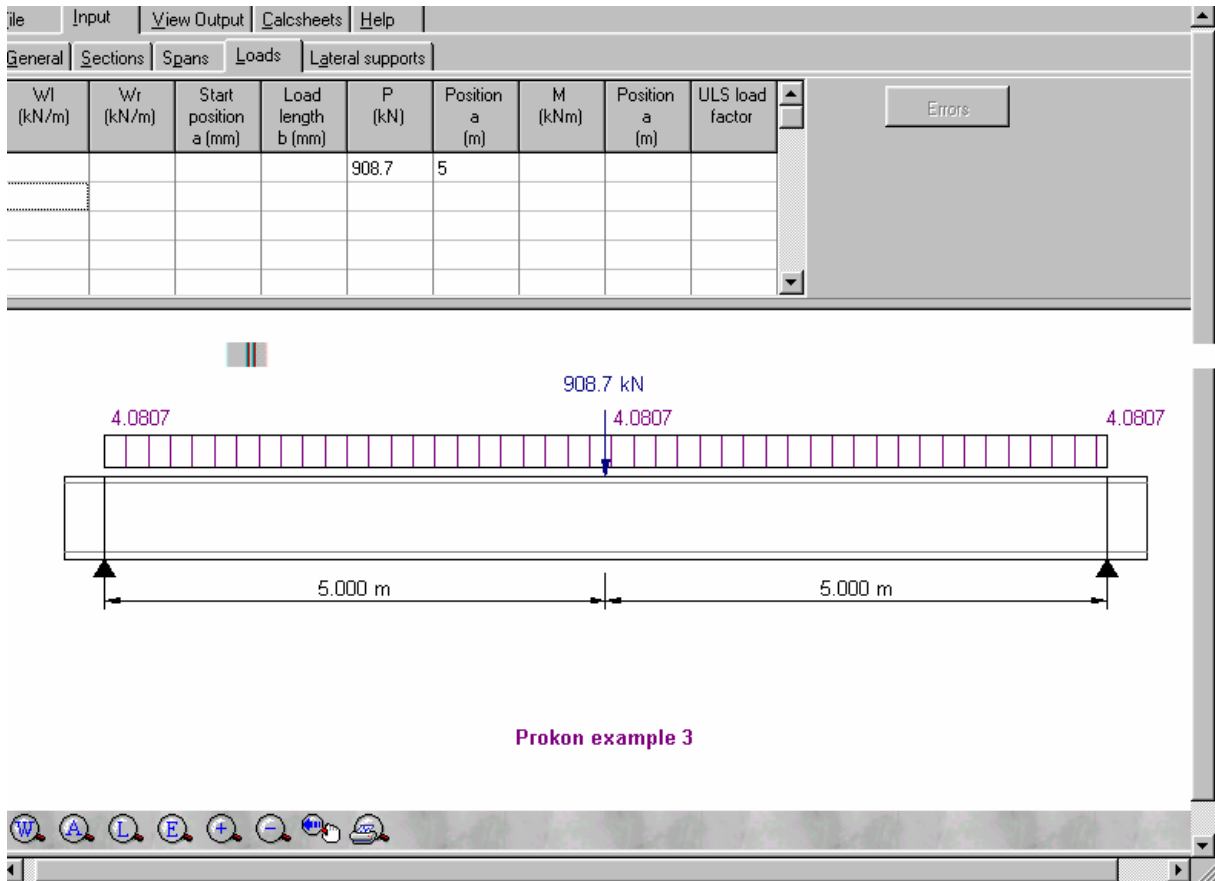 ile Input View Output Calcsheets Help
General Sections Spans Loads Lateral supports
Wl (kN/m) Wr (kN/m) Start position a (mm) Load length b (mm) P (kN) Position a (m) M (kNm) Position a (m) ULS load factor
Errors
908.7 5
908.7 kN
4.0807 4.0807 4.0807
5.000 m 5.000 m
Prokon example 3
W A L E + −